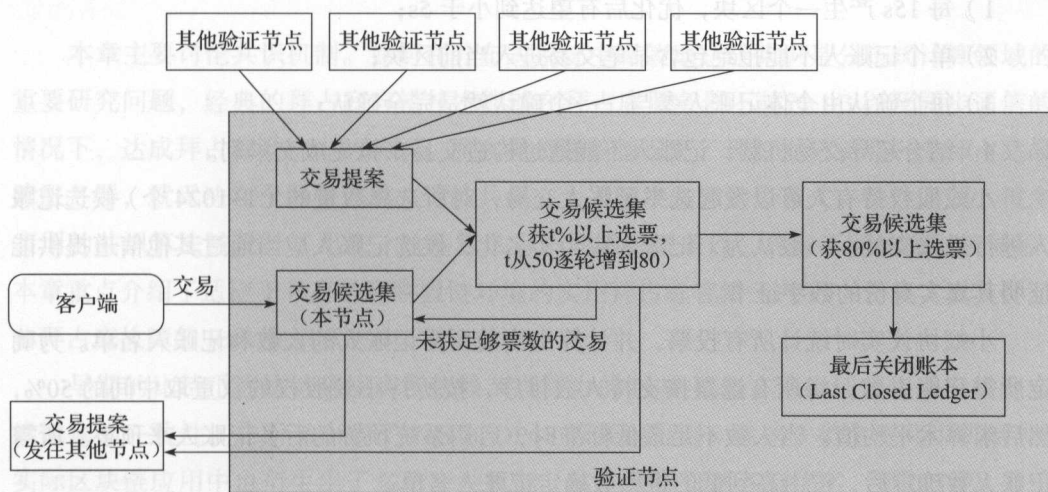 其他验证节点
其他验证节点
其他验证节点
其他验证节点
交易提案
交易候选集
（获t%以上选票，
t从50逐轮增到80）
交易候选集
（获80%以上选票）
客户端
交易
交易候选集
（本节点）
未获足够票数的交易
最后关闭账本
（Last Closed Ledger）
交易提案
（发往其他节点）
验证节点